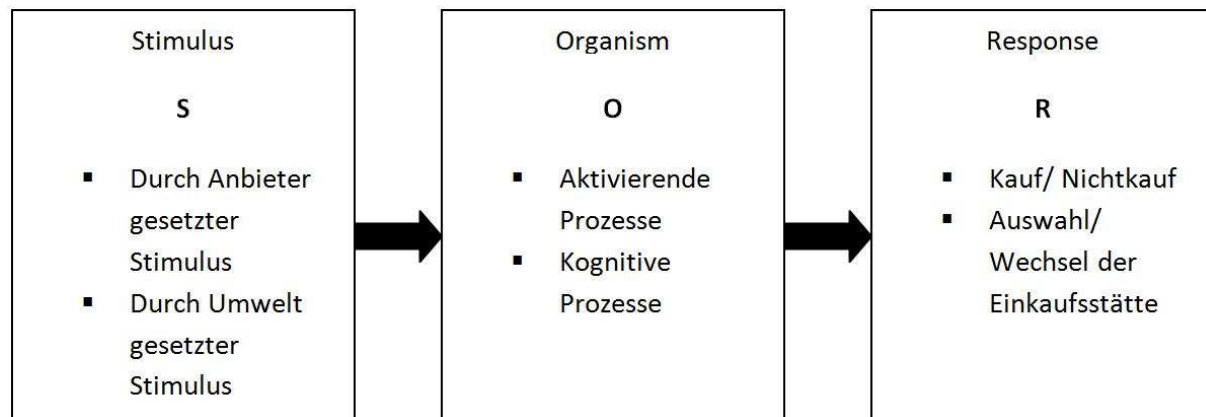 Stimulus
S
▪ Durch Anbieter
gesetzter
Stimulus
▪ Durch Umwelt
gesetzter
Stimulus
Organism
O
▪ Aktivierende
Prozesse
▪ Kognitive
Prozesse
Response
R
▪ Kauf/ Nichtkauf
▪ Auswahl/
Wechsel der
Einkaufsstätte